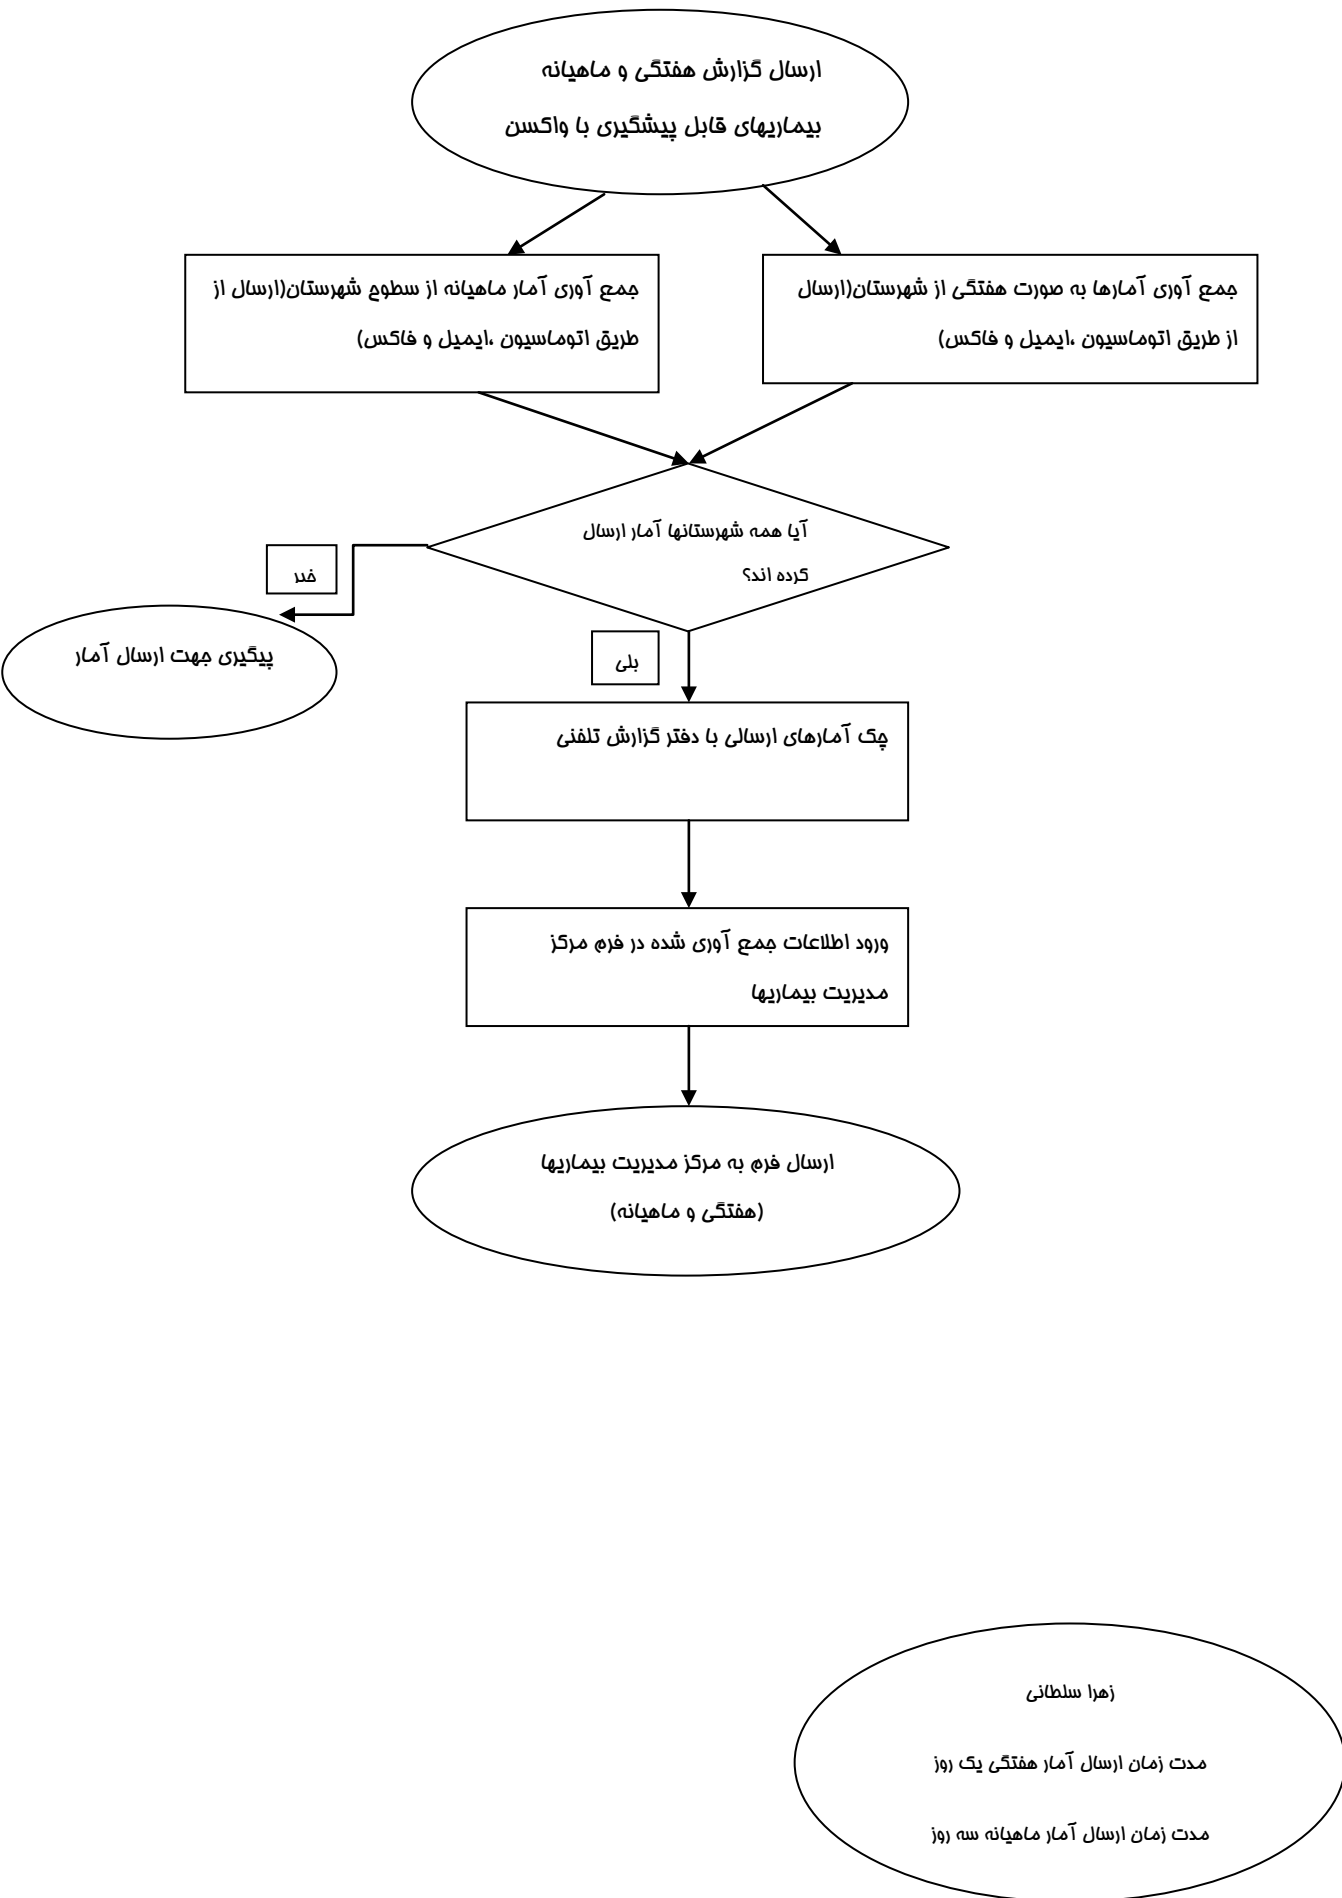 ارسال گزارش هفتگی و ماهیانه
بیماریهای قابل پیشگیری با واکسن
جمع آوری آمارها به صورت هفتگی از شهرستان(ارسال
از طریق اتوماسیون ،ایمیل و فاکس)
جمع آوری آمار ماهیانه از سطوح شهرستان(ارسال از
طریق اتوماسیون ،ایمیل و فاکس)
آیا همه شهرستانها آمار ارسال
کرده اند؟
خیر
پیگیری جهت ارسال آمار
بلی
چک آمارهای ارسالی با دفتر گزارش تلفنی
ورود اطلاعات جمع آوری شده در فرم مرکز
مدیریت بیماریها
ارسال فرم به مرکز مدیریت بیماریها
(هفتگی و ماهیانه)
زهرا سلطانی
مدت زمان ارسال آمار هفتگی یک روز
مدت زمان ارسال آمار ماهیانه سه روز